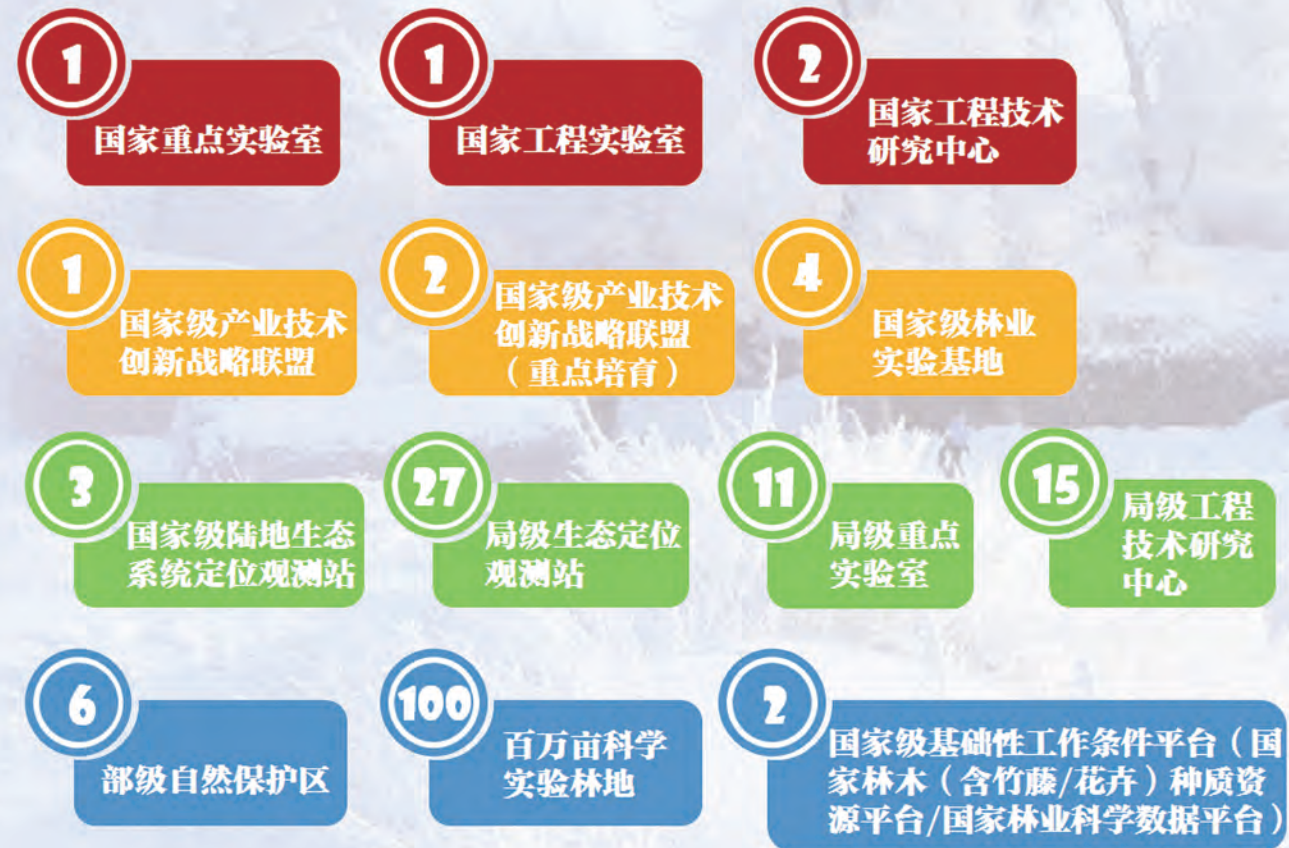 1
国家重点实验室
1
国家工程实验室
2
国家工程技术
研究中心
1
国家级产业技术
创新战略联盟
2
国家级产业技术
创新战略联盟
（重点培育）
4
国家级林业
实验基地
3
国家级陆地生态
系统定位观测站
27
局级生态定位
观测站
11
局级重点
实验室
15
局级工程
技术研究
中心
6
部级自然保护区
100
百万亩科学
实验林地
2
国家级基础性工作条件平台（国
家林木（含竹藤/花卉）种质资
源平台/国家林业科学数据平台）